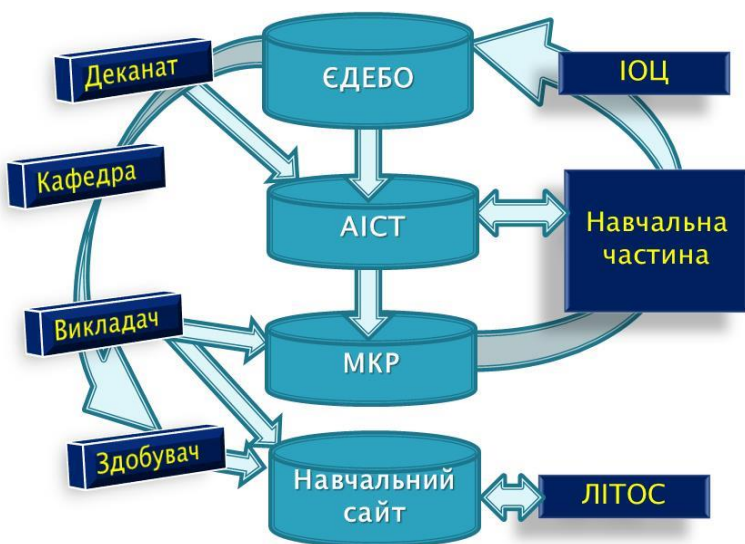 Деканат
ЄДЕБО
ІОЦ
Кафедра
АІСТ
Навчальна
частина
Викладач
МКР
Здобувач
Навчальний
сайт
ЛІТОС